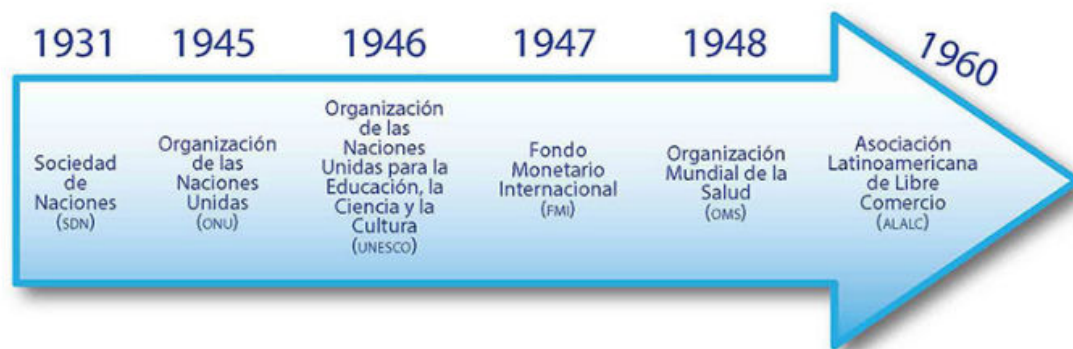 1931
Sociedad
de
Naciones
(SDN)
1945
Organización
de las
Naciones
Unidas
(ONU)
1946
Organización
de las
Naciones
Unidas para la
Educación, la
Ciencia y la
Cultura
(UNESCO)
1947
Fondo
Monetario
Internacional
(FMI)
1948
Organización
Mundial de la
Salud
(OMS)
1960
Asociación
Latinoamericana
de Libre
Comercio
(ALALC)